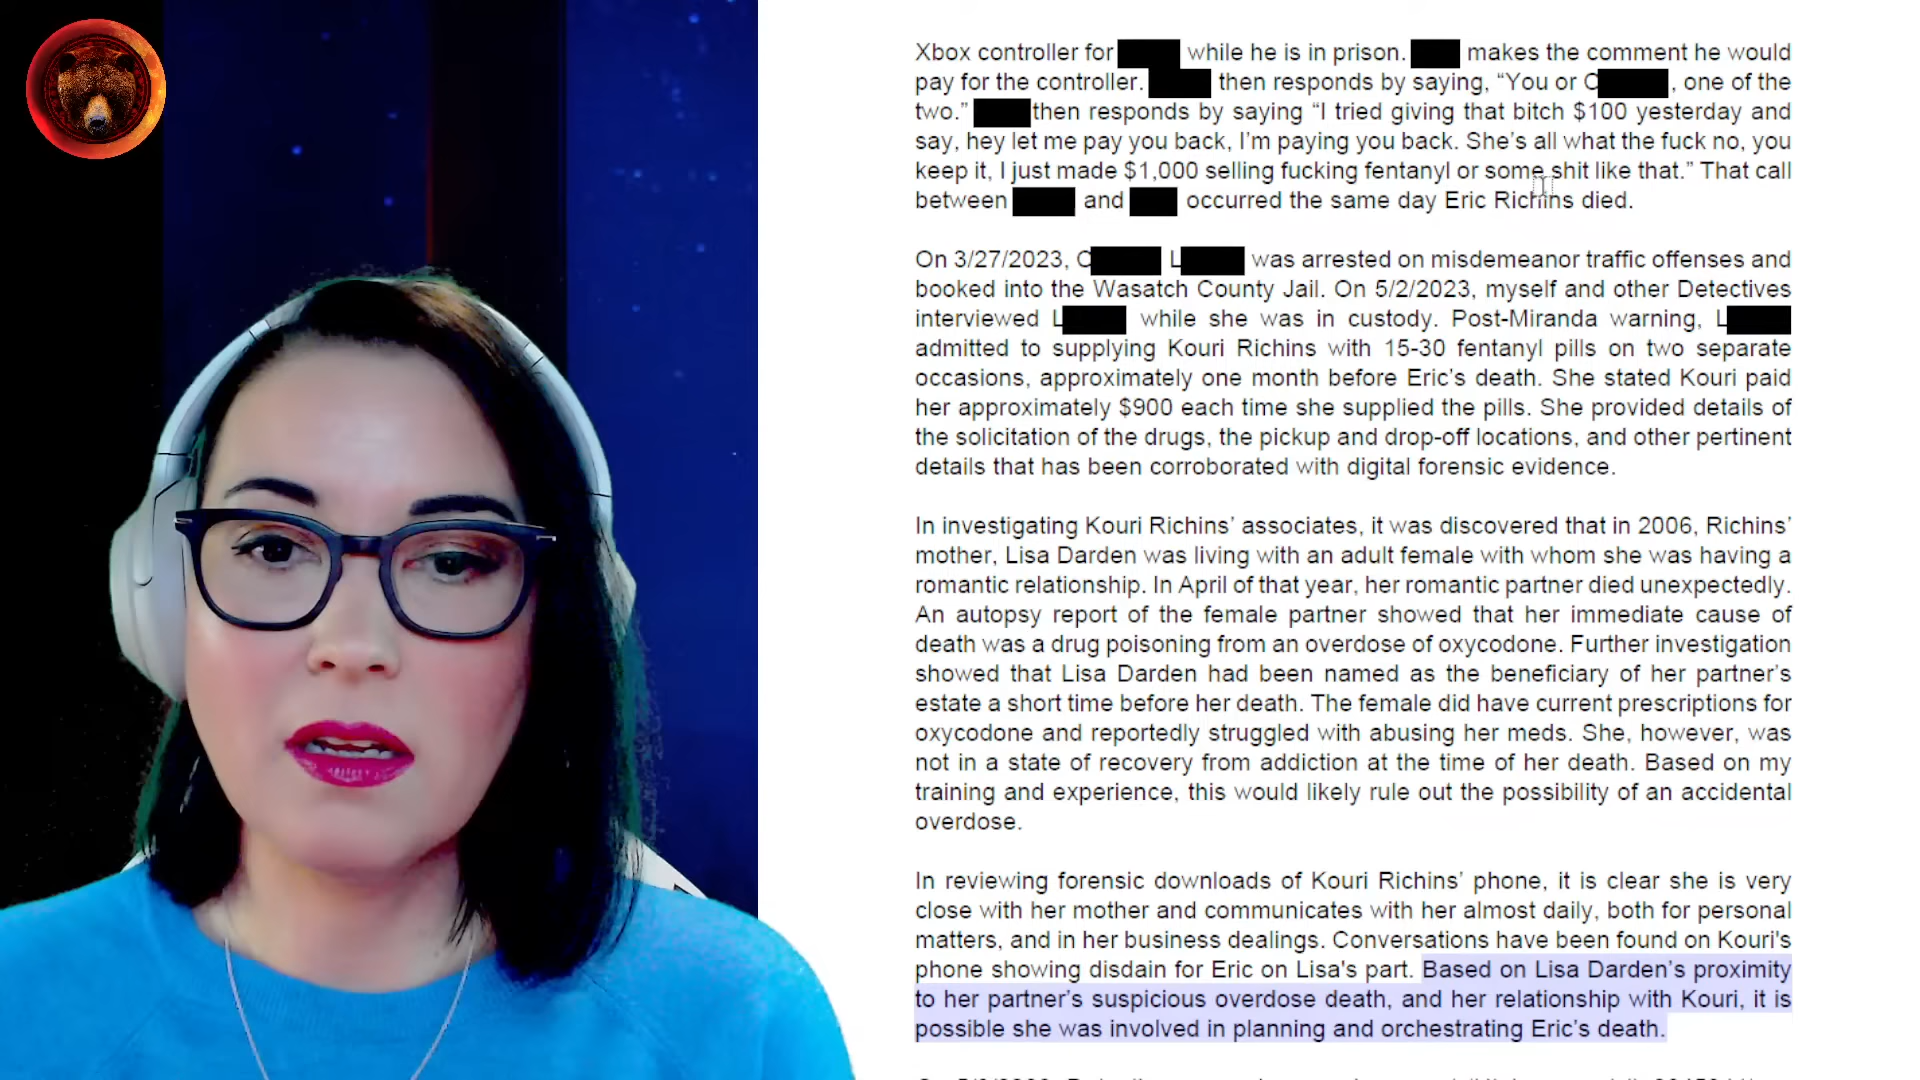 Xbox controller for while he is in prison. makes the comment he would
pay for the controller. then responds by saying, “You or C , one of the
two.” then responds by saying “I tried giving that bitch $100 yesterday and
say, hey let me pay you back, I’m paying you back. She’s all what the fuck no, you
keep it, I just made $1,000 selling fucking fentanyl or some shit like that.” That call
between and occurred the same day Eric Richins died.
On 3/27/2023, C L was arrested on misdemeanor traffic offenses and
booked into the Wasatch County Jail. On 5/2/2023, myself and other Detectives
interviewed L while she was in custody. Post-Miranda warning, L
admitted to supplying Kouri Richins with 15-30 fentanyl pills on two separate
occasions, approximately one month before Eric’s death. She stated Kouri paid
her approximately $900 each time she supplied the pills. She provided details of
the solicitation of the drugs, the pickup and drop-off locations, and other pertinent
details that has been corroborated with digital forensic evidence.
In investigating Kouri Richins’ associates, it was discovered that in 2006, Richins’
mother, Lisa Darden was living with an adult female with whom she was having a
romantic relationship. In April of that year, her romantic partner died unexpectedly.
An autopsy report of the female partner showed that her immediate cause of
death was a drug poisoning from an overdose of oxycodone. Further investigation
showed that Lisa Darden had been named as the beneficiary of her partner’s
estate a short time before her death. The female did have current prescriptions for
oxycodone and reportedly struggled with abusing her meds. She, however, was
not in a state of recovery from addiction at the time of her death. Based on my
training and experience, this would likely rule out the possibility of an accidental
overdose.
In reviewing forensic downloads of Kouri Richins’ phone, it is clear she is very
close with her mother and communicates with her almost daily, both for personal
matters, and in her business dealings. Conversations have been found on Kouri's
phone showing disdain for Eric on Lisa's part. Based on Lisa Darden’s proximity
to her partner’s suspicious overdose death, and her relationship with Kouri, it is
possible she was involved in planning and orchestrating Eric’s death.